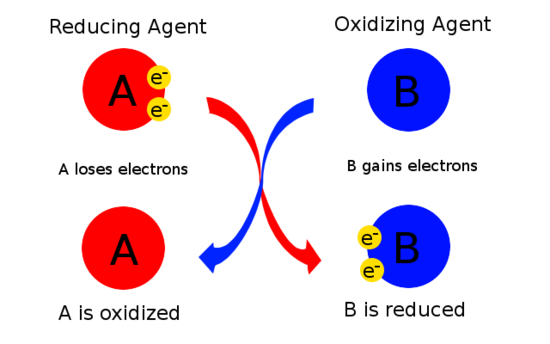 Reducing Agent
Oxidizing Agent
A
e-
e-
B
A loses electrons
B gains electrons
A
B
e-
e-
A is oxidized
B is reduced